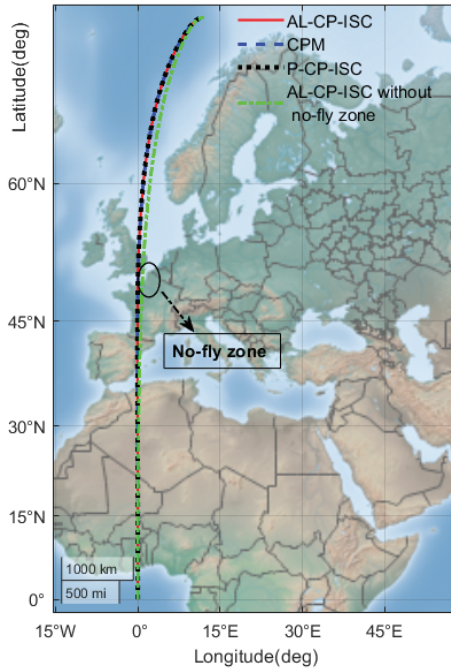 AL-CP-ISC
CPM
P-CP-ISC
AL-CP-ISC without
no-fly zone
Latitude(deg)
60°N
45°N
No-fly zone
30°N
15°N
1000 km
500 mi
0°
15°W
0°
15°E
30°E
45°E
Longitude(deg)